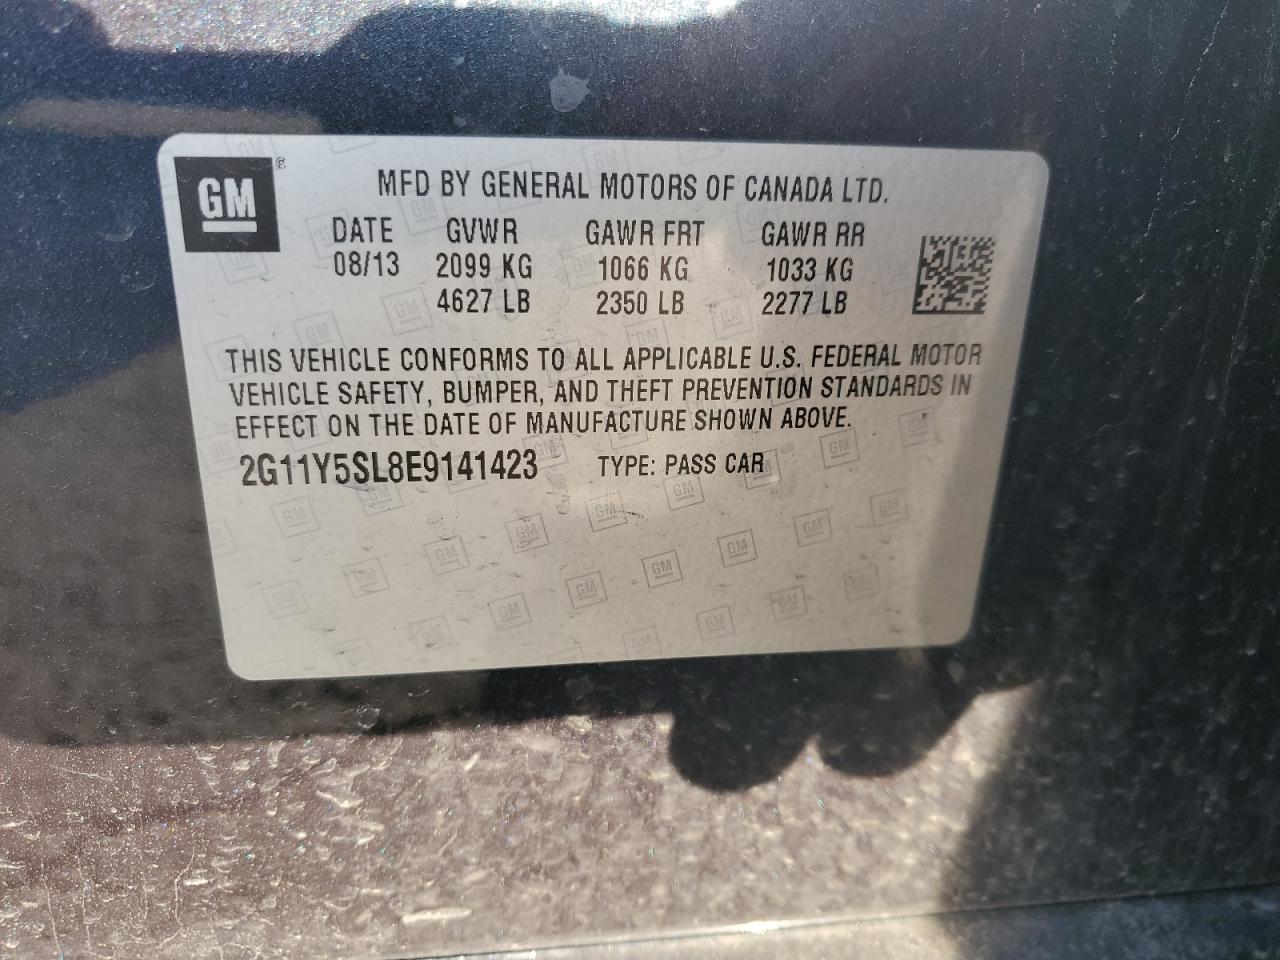 GM ®
MFD BY GENERAL MOTORS OF CANADA LTD.
DATE GVWR GAWR FRT GAWR RR
08/13 2099 KG 1066 KG 1033 KG
4627 LB 2350 LB 2277 LB
THIS VEHICLE CONFORMS TO ALL APPLICABLE U.S. FEDERAL MOTOR
VEHICLE SAFETY, BUMPER, AND THEFT PREVENTION STANDARDS IN
EFFECT ON THE DATE OF MANUFACTURE SHOWN ABOVE.
2G11Y5SL8E9141423 TYPE: PASS CAR